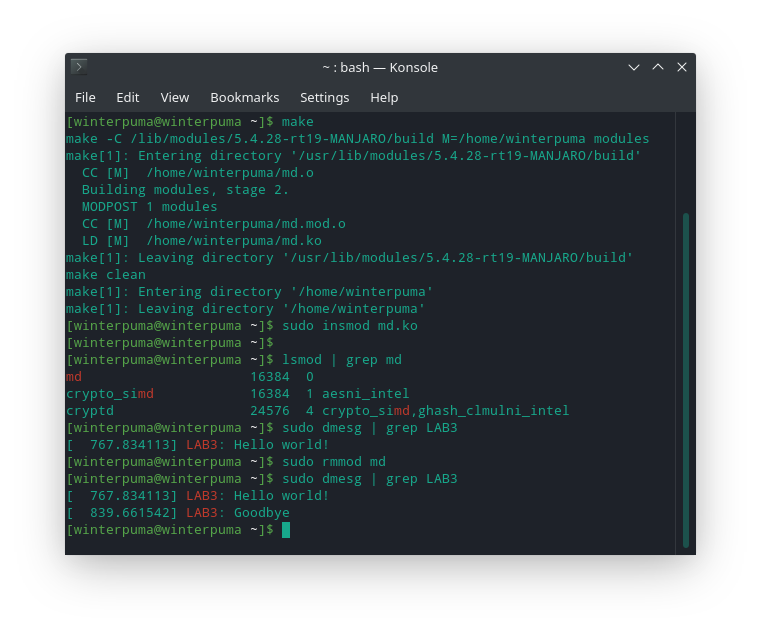 ~ : bash — Konsole
File Edit View Bookmarks Settings Help
[winterpuma@winterpuma ~]$ make
make -C /lib/modules/5.4.28-rt19-MANJARO/build M=/home/winterpuma modules
make[1]: Entering directory '/usr/lib/modules/5.4.28-rt19-MANJARO/build'
  CC [M]  /home/winterpuma/md.o
  Building modules, stage 2.
  MODPOST 1 modules
  CC [M]  /home/winterpuma/md.mod.o
  LD [M]  /home/winterpuma/md.ko
make[1]: Leaving directory '/usr/lib/modules/5.4.28-rt19-MANJARO/build'
make clean
make[1]: Entering directory '/home/winterpuma'
make[1]: Leaving directory '/home/winterpuma'
[winterpuma@winterpuma ~]$ sudo insmod md.ko
[winterpuma@winterpuma ~]$
[winterpuma@winterpuma ~]$ lsmod | grep md
md                     16384  0
crypto_simd            16384  1 aesni_intel
cryptd                 24576  4 crypto_simd,ghash_clmulni_intel
[winterpuma@winterpuma ~]$ sudo dmesg | grep LAB3
[  767.834113] LAB3: Hello world!
[winterpuma@winterpuma ~]$ sudo rmmod md
[winterpuma@winterpuma ~]$ sudo dmesg | grep LAB3
[  767.834113] LAB3: Hello world!
[  839.661542] LAB3: Goodbye
[winterpuma@winterpuma ~]$